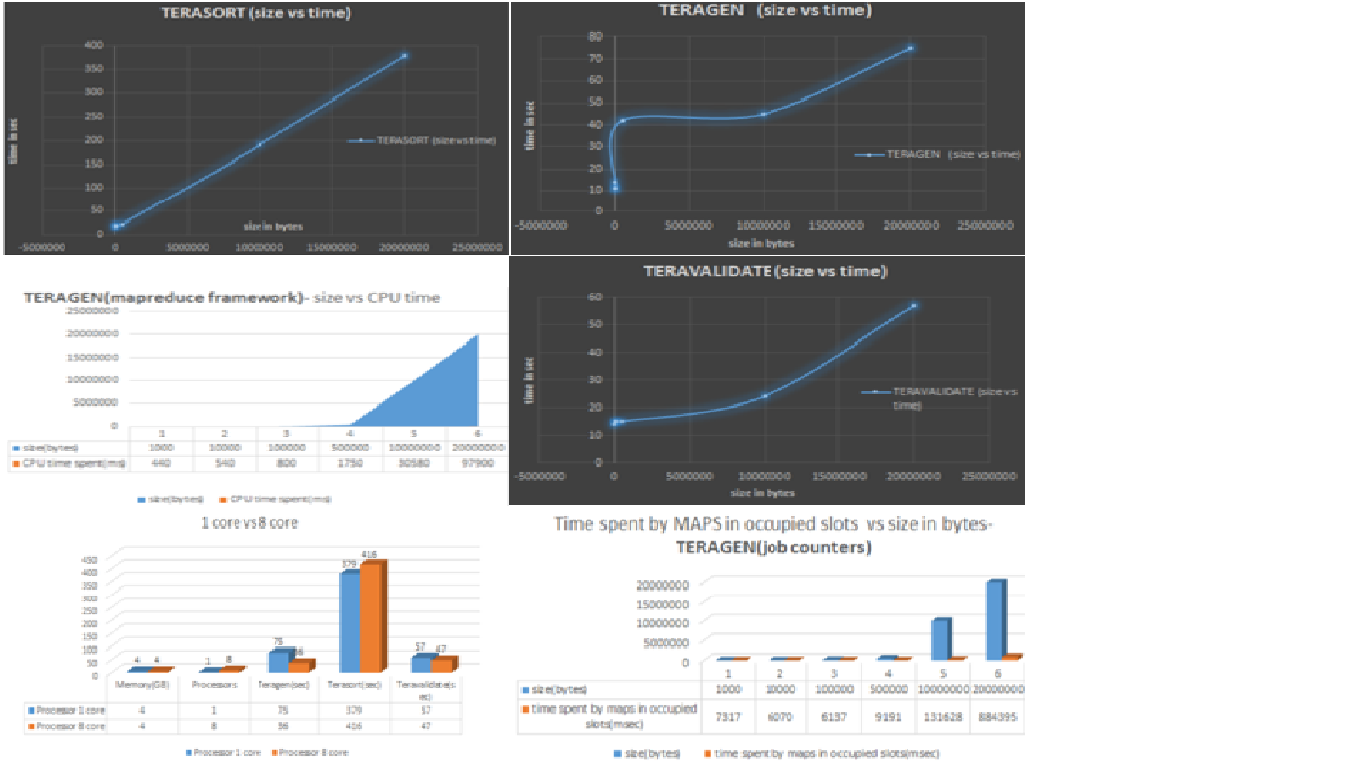 TERASORT (size vs time)
400
350
300
250
200
150
100
50
0
-5000000 0 5000000 10000000 15000000 20000000 25000000
time in sec
size in bytes
TERASORT (size vs time)
TERAGEN (size vs time)
80
70
60
50
40
30
20
10
0
-5000000 0 5000000 10000000 15000000 20000000 25000000
time in sec
size in bytes
TERAGEN (size vs time)
TERAGEN(mapreduce framework)- size vs CPU time
25000000
20000000
15000000
10000000
5000000
0
1 2 3 4 5 6
size(bytes) 1000 10000 100000 500000 10000000 20000000
CPU time spent(ms) 440 540 800 1750 30580 97900
size(bytes) CPU time spent(ms)
TERAVALIDATE(size vs time)
60
50
40
30
20
10
0
-5000000 0 5000000 10000000 15000000 20000000 25000000
time in sec
size in bytes
TERAVALIDATE (size vs
time)
1 core vs 8 core
450
400
350
300
250
200
150
100
50
0
4 4 1 8 75 36 379 416 57 47
Memory(GB) Processors Teragen(sec) Terasort(sec) Teravalidate(s
ec)
Processor 1 core 4 1 75 379 57
Processor 8 core 4 8 36 416 47
Processor 1 core Processor 8 core
Time spent by MAPS in occupied slots vs size in bytes-
TERAGEN(job counters)
20000000
15000000
10000000
5000000
0
1 2 3 4 5 6
size(bytes) 1000 10000 100000 500000 10000000 20000000
time spent by maps in occupied
slots(msec) 7317 6070 6137 9191 131628 884395
size(bytes) time spent by maps in occupied slots(msec)